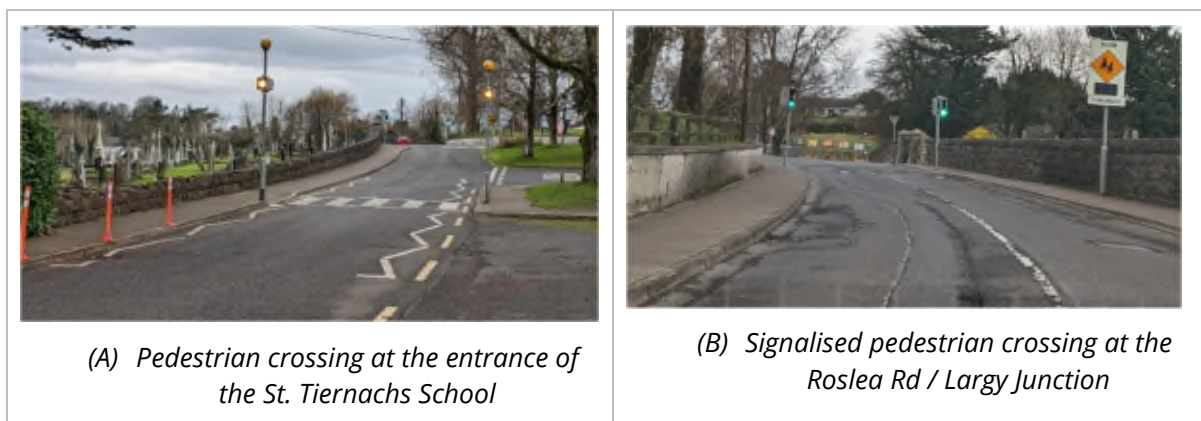 (A) Pedestrian crossing at the entrance of
the St. Tiernachs School
(B) Signalised pedestrian crossing at the
Roslea Rd / Largy Junction